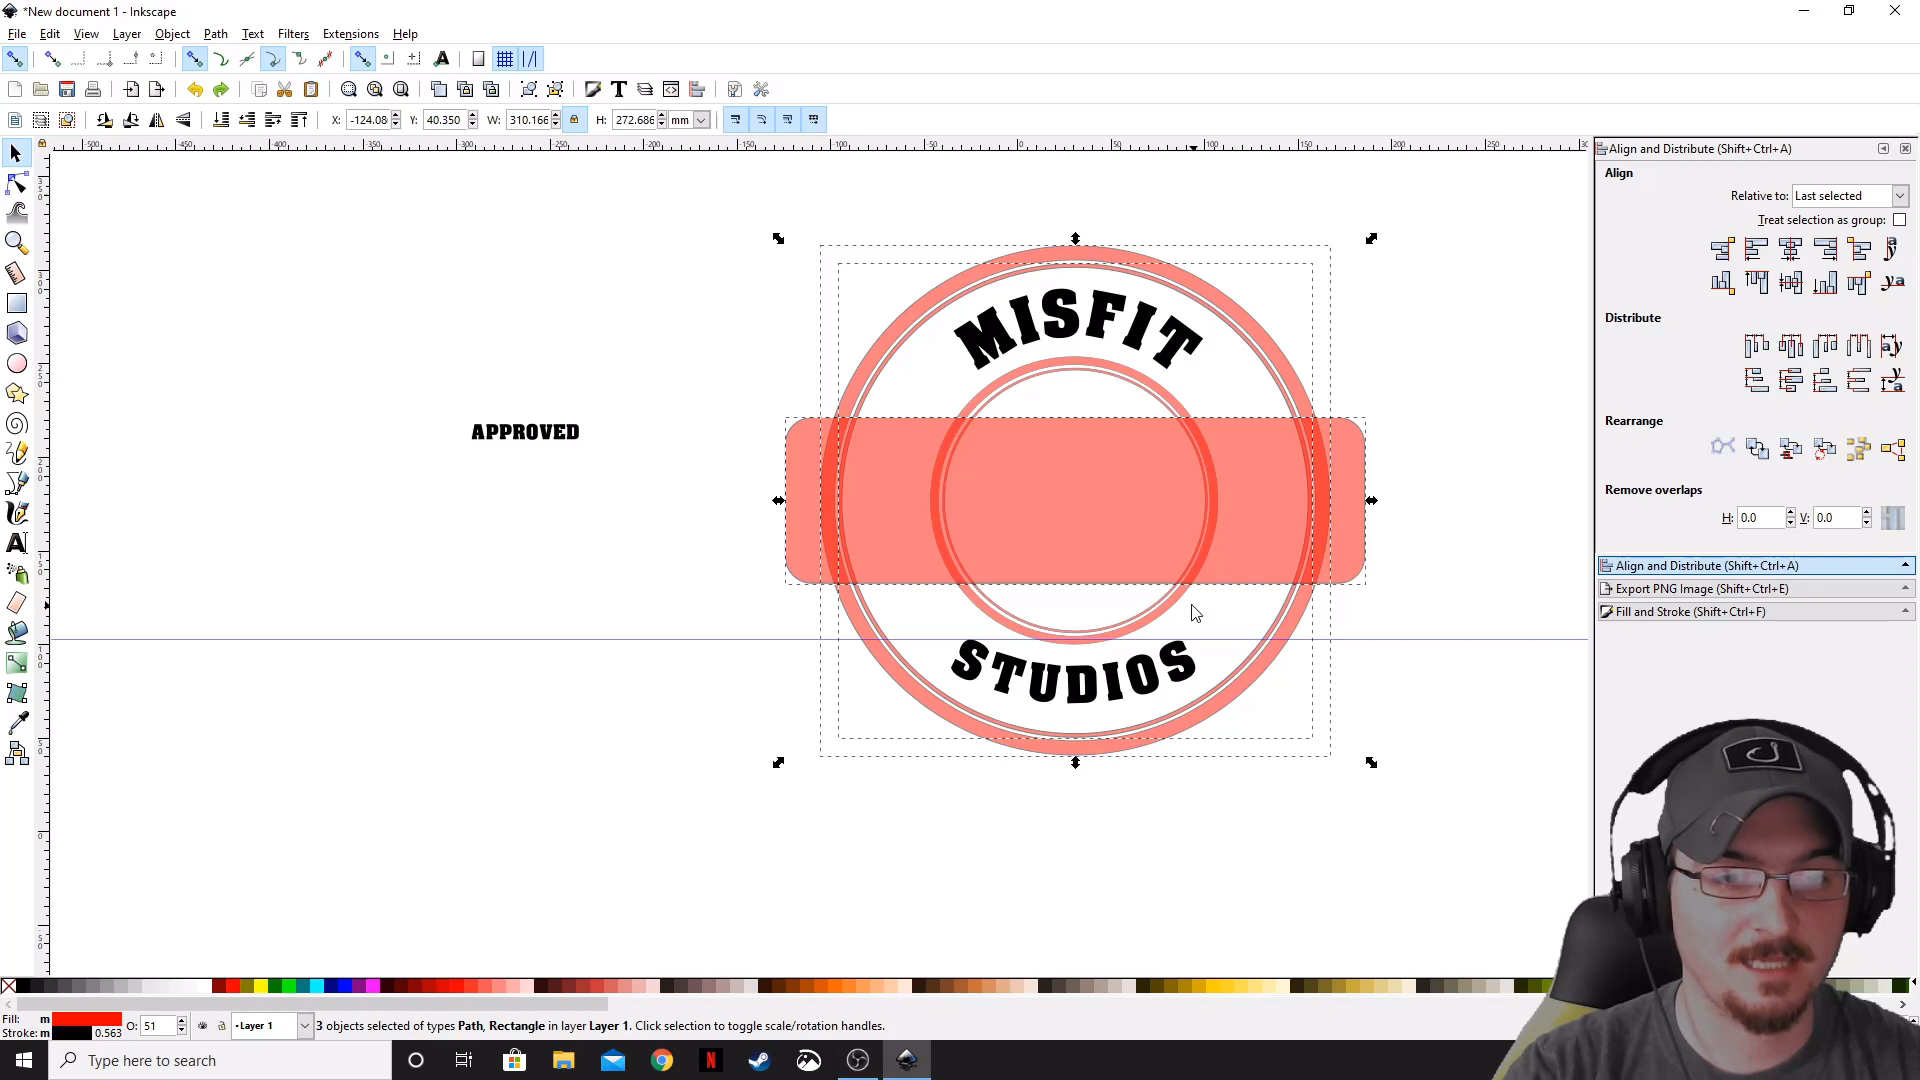 *New document 1 - Inkscape
File Edit View Layer Object Path Text Filters Extensions Help
X: -124.08 Y: 40.350 W: 310.166 H: 272.686 mm
Align and Distribute (Shift+Ctrl+A)
Align
Relative to: Last selected
Treat selection as group:
Distribute
Rearrange
Remove overlaps
H: 0.0 V: 0.0
Align and Distribute (Shift+Ctrl+A)
Export PNG Image (Shift+Ctrl+E)
Fill and Stroke (Shift+Ctrl+F)
MISFIT
APPROVED
STUDIOS
Fill: m
Stroke: m 0.563
O: 51
Layer 1
3 objects selected of types Path, Rectangle in layer Layer 1. Click selection to toggle scale/rotation handles.
Type here to search